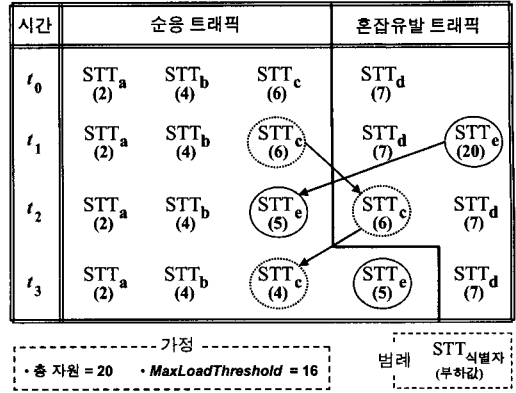 시간 순응 트래픽 혼잡유발 트래픽
t0 STTa STTb STTc STTd
(2) (4) (6) (7)
t1 STTa STTb STTc STTd STTe
(2) (4) (6) (7) (20)
t2 STTa STTb STTe STTc STTd
(2) (4) (5) (6) (7)
t3 STTa STTb STTc STTe STTd
(2) (4) (4) (5) (7)
가정
· 총 자원 = 20 · MaxLoadThreshold = 16
범례 STT식별자
(부하값)